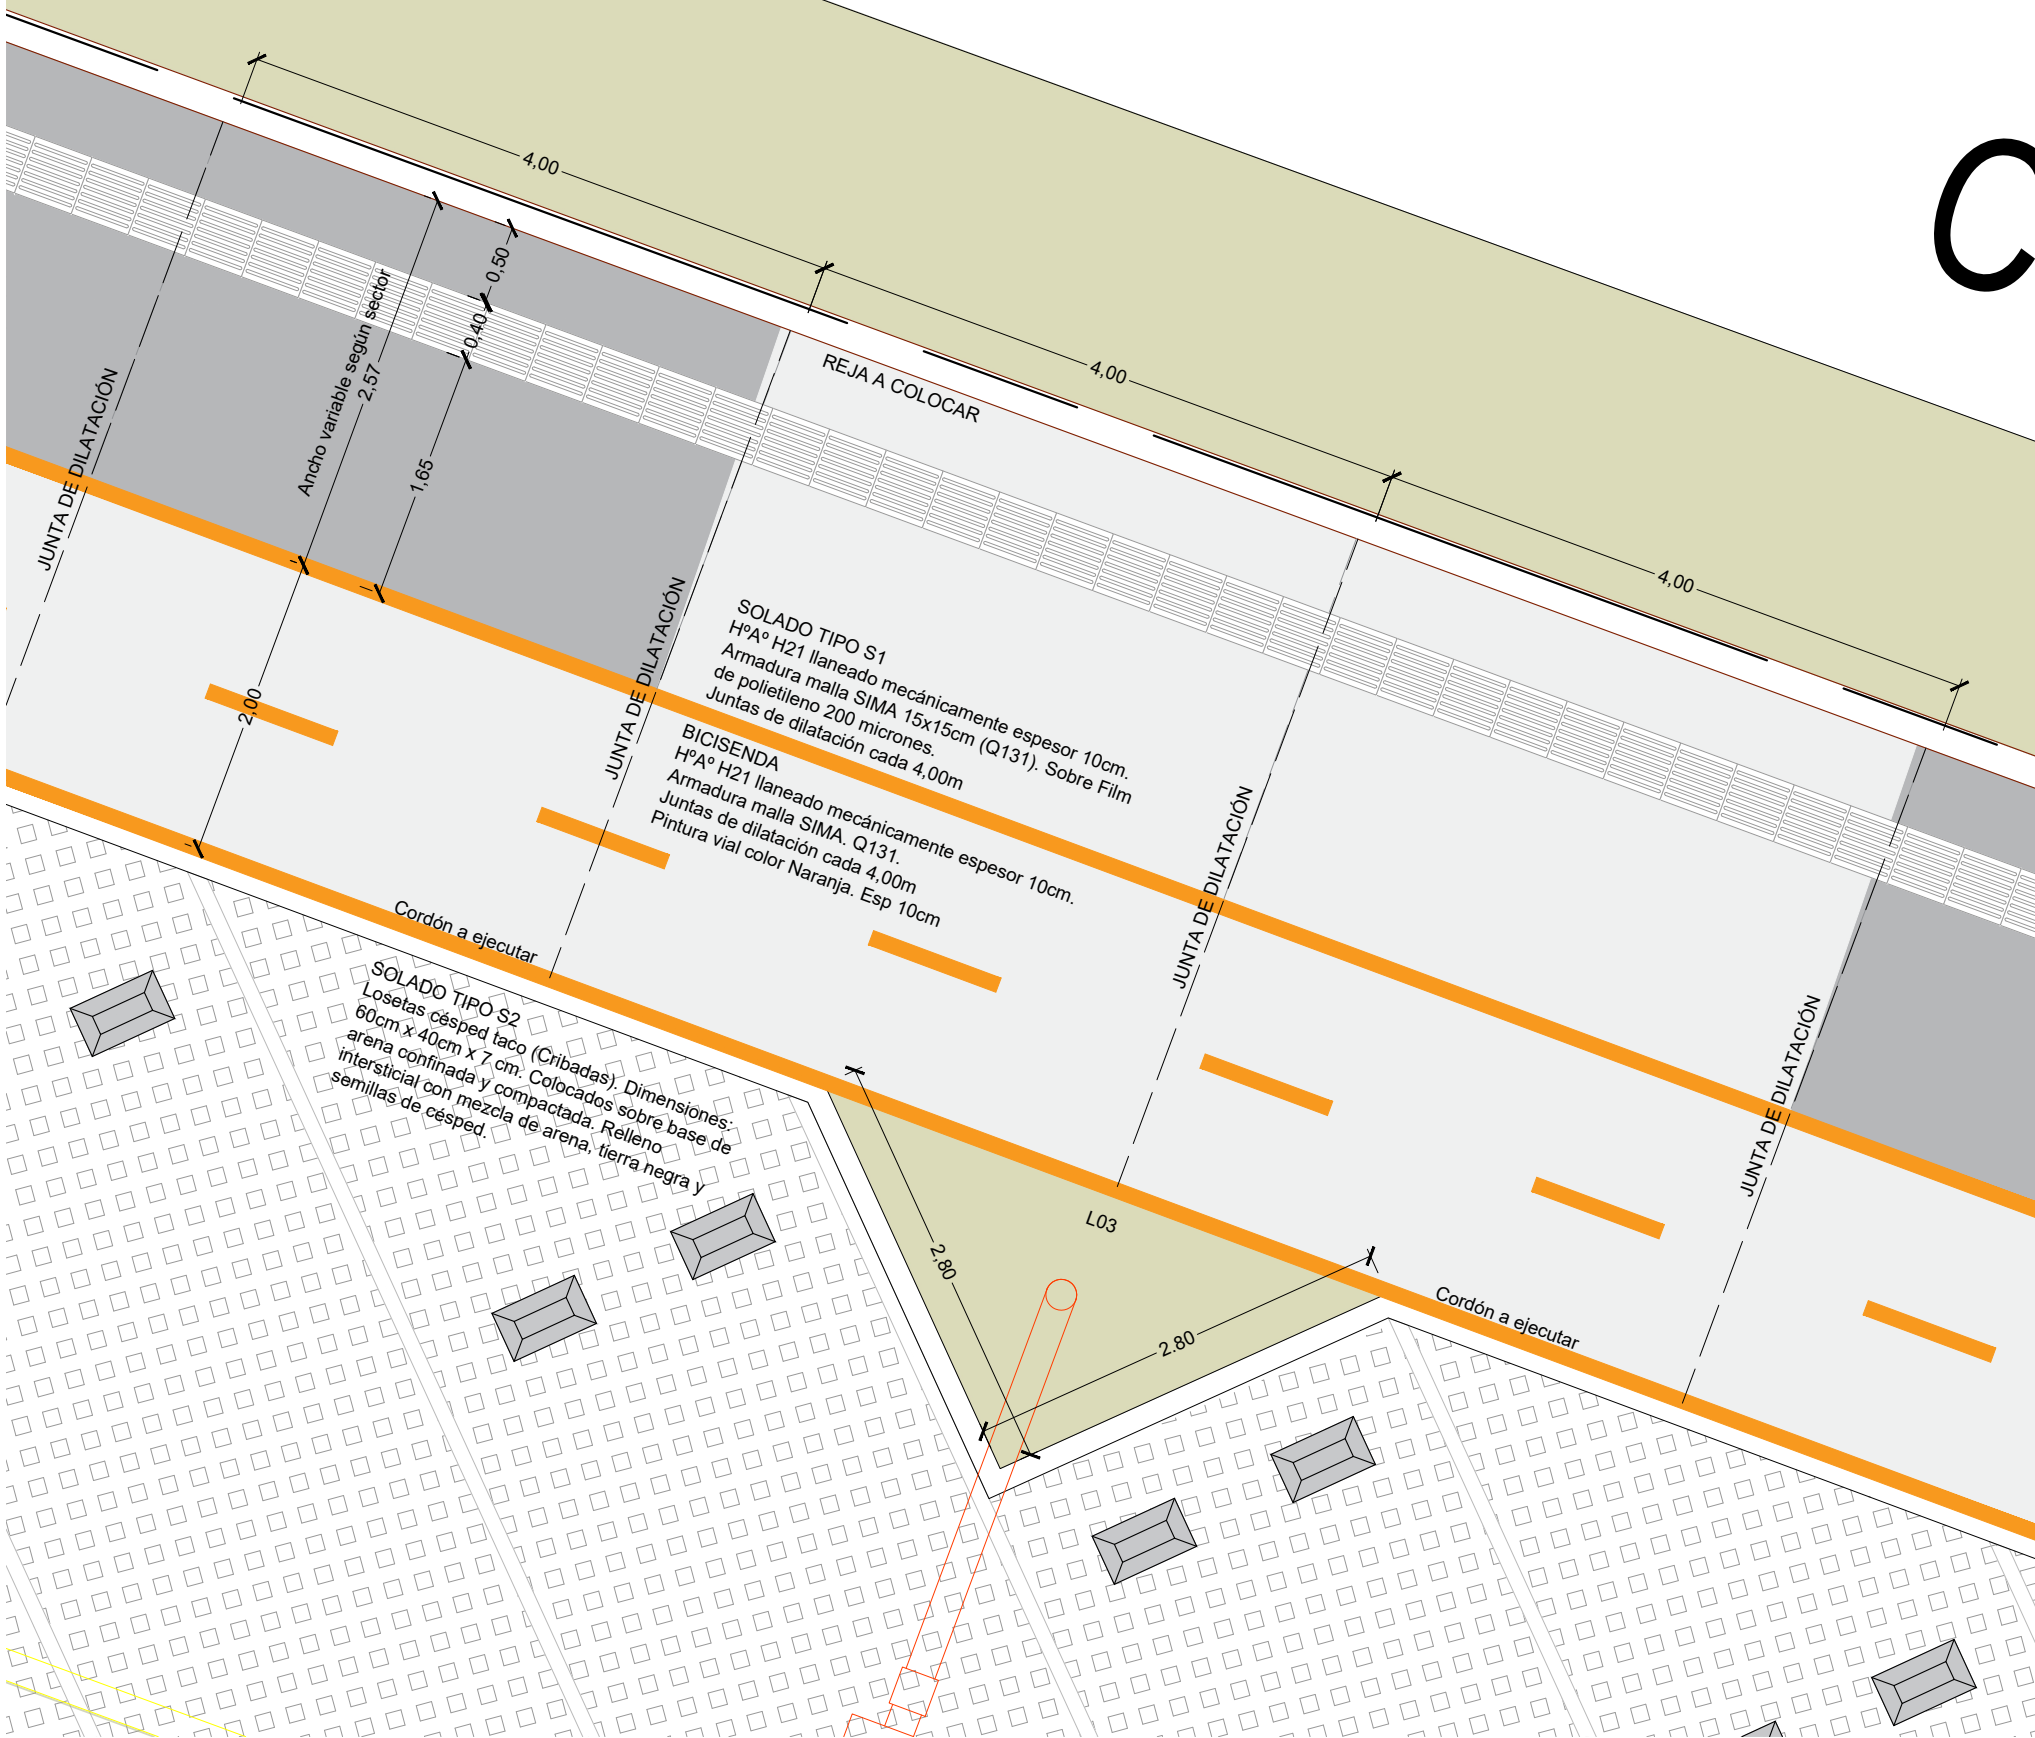 C
4,00
4,00
4,00
0,50
0,40
1,65
Ancho variable según sector
2,57
2,00
JUNTA DE DILATACIÓN
JUNTA DE DILATACIÓN
JUNTA DE DILATACIÓN
JUNTA DE DILATACIÓN
REJA A COLOCAR
SOLADO TIPO S1
HºAº H21 llaneado mecánicamente espesor 10cm.
Armadura malla SIMA 15x15cm (Q131). Sobre Film
de polietileno 200 micrones.
Juntas de dilatación cada 4,00m
BICISENDA
HºAº H21 llaneado mecánicamente espesor 10cm.
Armadura malla SIMA. Q131.
Juntas de dilatación cada 4,00m
Pintura vial color Naranja. Esp 10cm
Cordón a ejecutar
SOLADO TIPO S2
Losetas césped taco (Cribadas). Dimensiones:
60cm x 40cm x 7 cm. Colocados sobre base de
arena confinada y compactada. Relleno
intersticial con mezcla de arena, tierra negra y
semillas de césped.
L03
2,80
2.80
Cordón a ejecutar